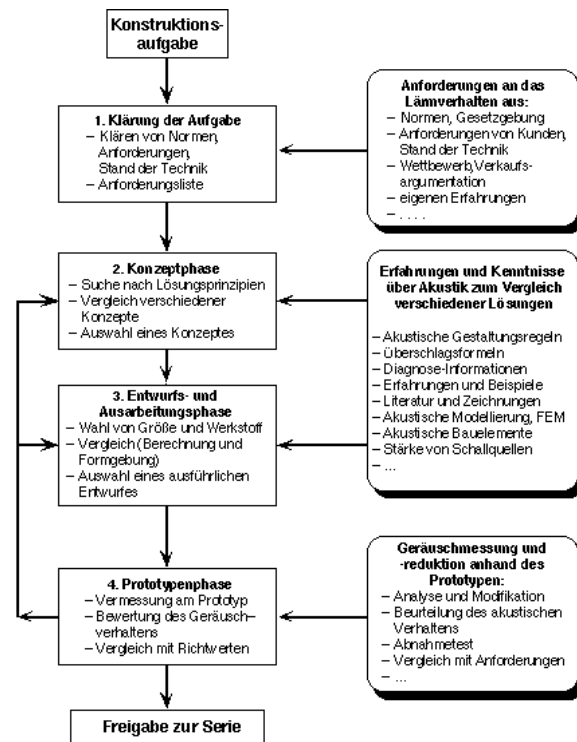 Konstruktions-
aufgabe
1. Klärung der Aufgabe
– Klären von Normen,
Anforderungen,
Stand der Technik
– Anforderungsliste
Anforderungen an das
Lärmverhalten aus:
– Normen, Gesetzgebung
– Anforderungen von Kunden,
Stand der Technik
– Wettbewerb, Verkaufs-
argumentation
– eigenen Erfahrungen
– . . . .
2. Konzeptphase
– Suche nach Lösungsprinzipien
– Vergleich verschiedener
Konzepte
– Auswahl eines Konzeptes
Erfahrungen und Kenntnisse
über Akustik zum Vergleich
verschiedener Lösungen
– Akustische Gestaltungsregeln
– Überschlagsformeln
– Diagnose-Informationen
– Erfahrungen und Beispiele
– Literatur und Zeichnungen
– Akustische Modellierung, FEM
– Akustische Bauelemente
– Stärke von Schallquellen
– ...
3. Entwurfs- und
Ausarbeitungsphase
– Wahl von Größe und Werkstoff
– Vergleich (Berechnung und
Formgebung)
– Auswahl eines ausführlichen
Entwurfes
4. Prototypenphase
– Vermessung am Prototyp
– Bewertung des Geräusch-
verhaltens
– Vergleich mit Richtwerten
Geräuschmessung und
-reduktion anhand des
Prototypen:
– Analyse und Modifikation
– Beurteilung des akustischen
Verhaltens
– Abnahmetest
– Vergleich mit Anforderungen
– ...
Freigabe zur Serie